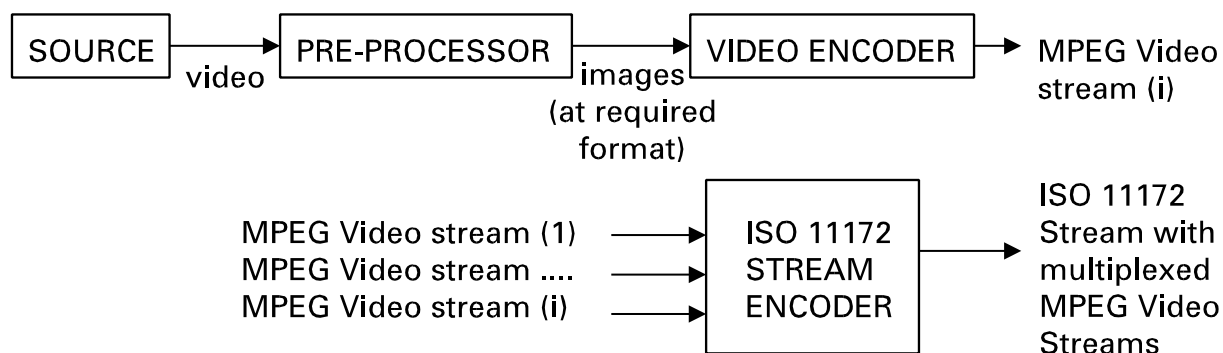 SOURCE
video
PRE-PROCESSOR
images
(at required
format)
VIDEO ENCODER
MPEG Video
stream (i)
MPEG Video stream (1)
MPEG Video stream ....
MPEG Video stream (i)
ISO 11172
STREAM
ENCODER
ISO 11172
Stream with
multiplexed
MPEG Video
Streams